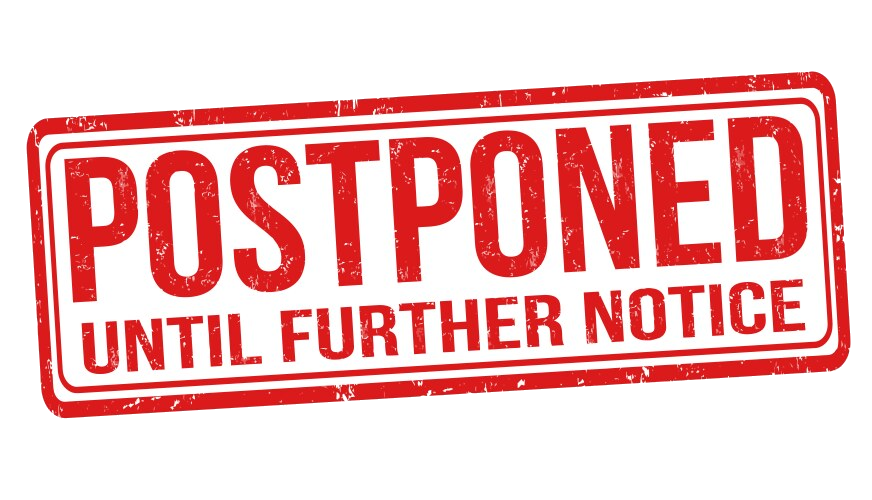 POSTPONED
UNTIL FURTHER NOTICE